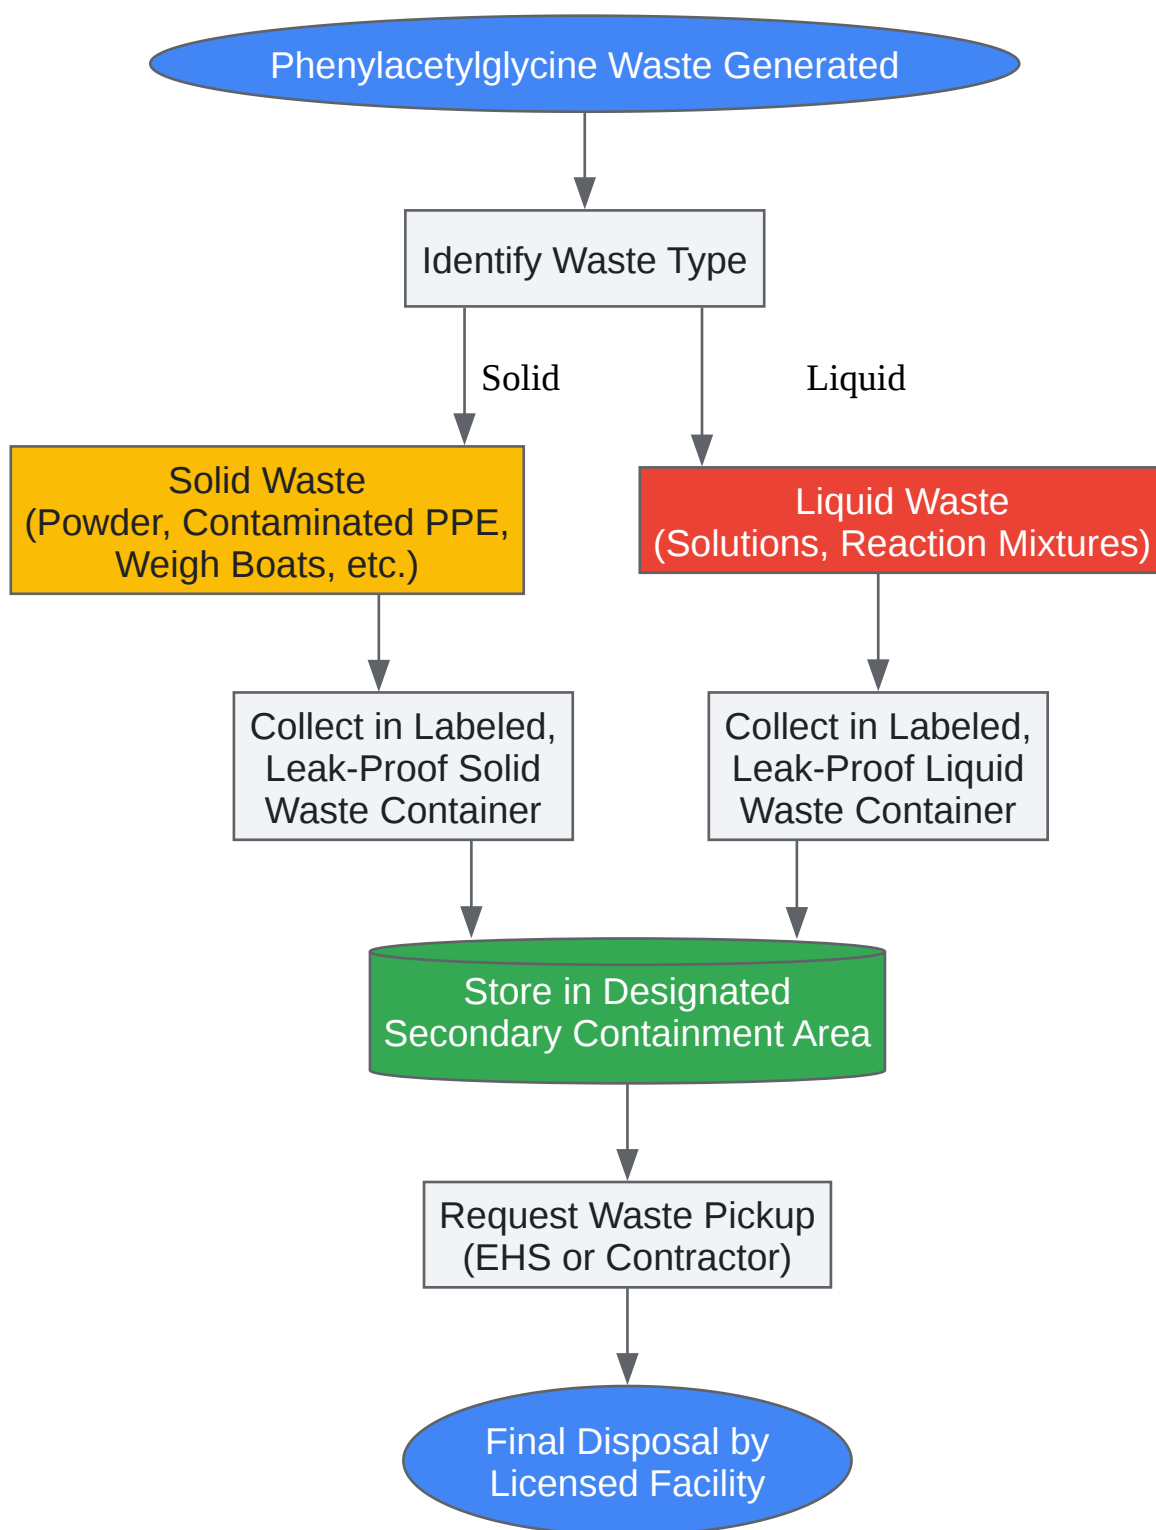 Phenylacetylglycine Waste Generated
Identify Waste Type
Solid
Liquid
Solid Waste
(Powder, Contaminated PPE,
Weigh Boats, etc.)
Liquid Waste
(Solutions, Reaction Mixtures)
Collect in Labeled,
Leak-Proof Solid
Waste Container
Collect in Labeled,
Leak-Proof Liquid
Waste Container
Store in Designated
Secondary Containment Area
Request Waste Pickup
(EHS or Contractor)
Final Disposal by
Licensed Facility